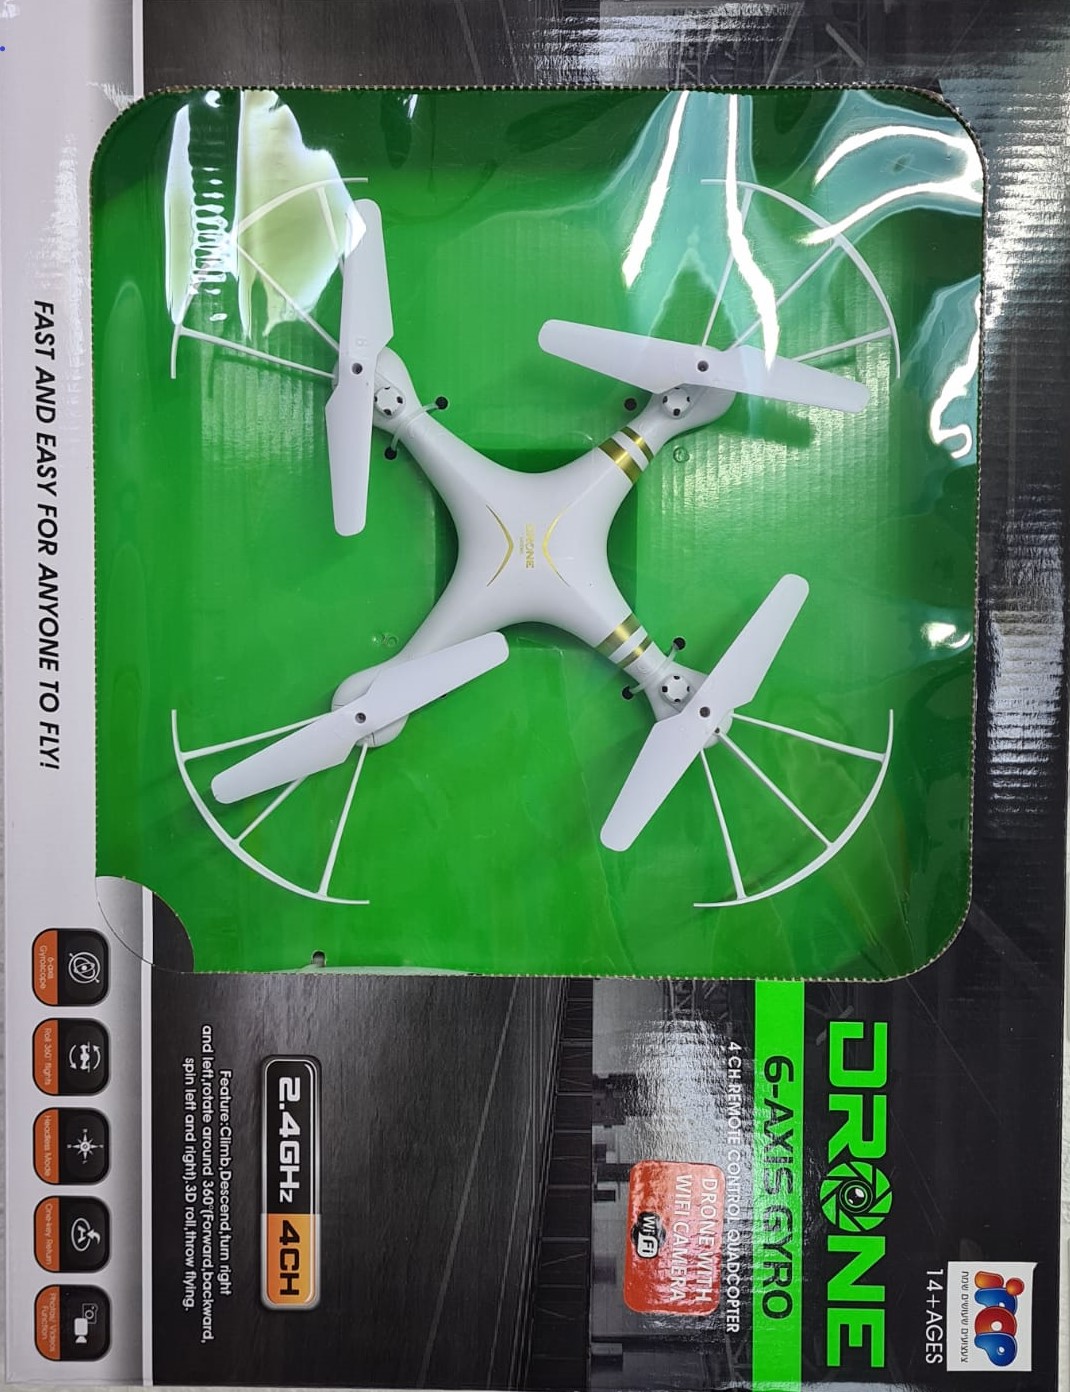 ifcp
צעצועים שעושים שמח
14+AGES
DRONE
6-AXIS GYRO
4 CH REMOTE CONTROL QUADCOPTER
DRONE WITH
WIFI CAMERA
WiFi
DRONE
2.4GHz 4CH
Feature:Climb,Descend,turn right
and left,rotate around 360°(Forward,backward,
spin left and right).3D roll,throw flying.
6-axis
Gyroscope
Roll 360° flights
Headless Mode
One-key Return
Photos/ Videos
Function
FAST AND EASY FOR ANYONE TO FLY!